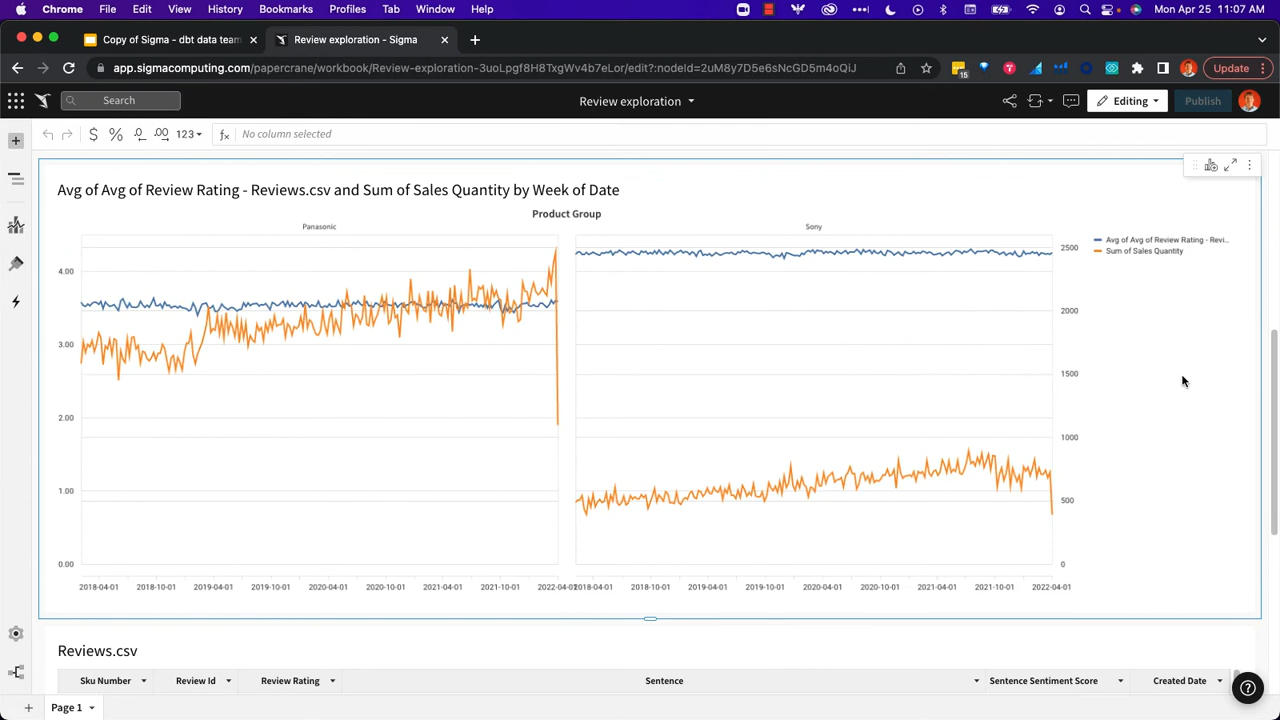 Chrome File Edit View History Bookmarks Profiles Tab Window Help Mon Apr 25 11:07 AM
Copy of Sigma - dbt data team
Review exploration - Sigma
app.sigmacomputing.com/papercrane/workbook/Review-exploration-3uoLpgf8H8TxgWv4b7eLor/edit?:nodeId=2uM8y7D5e6sNcGD5m4oQiJ
15
Update
Search
Review exploration
Editing
Publish
$ % .0 .00 123
fx No column selected
Avg of Avg of Review Rating - Reviews.csv and Sum of Sales Quantity by Week of Date
Product Group
Panasonic Sony
Avg of Avg of Review Rating - Revi...
Sum of Sales Quantity
4.00
3.00
2.00
1.00
0.00
2500
2000
1500
1000
500
0
2018-04-01 2018-10-01 2019-04-01 2019-10-01 2020-04-01 2020-10-01 2021-04-01 2021-10-01 2022-04-01
2018-04-01 2018-10-01 2019-04-01 2019-10-01 2020-04-01 2020-10-01 2021-04-01 2021-10-01 2022-04-01
Reviews.csv
Sku Number Review Id Review Rating Sentence Sentence Sentiment Score Created Date
Page 1